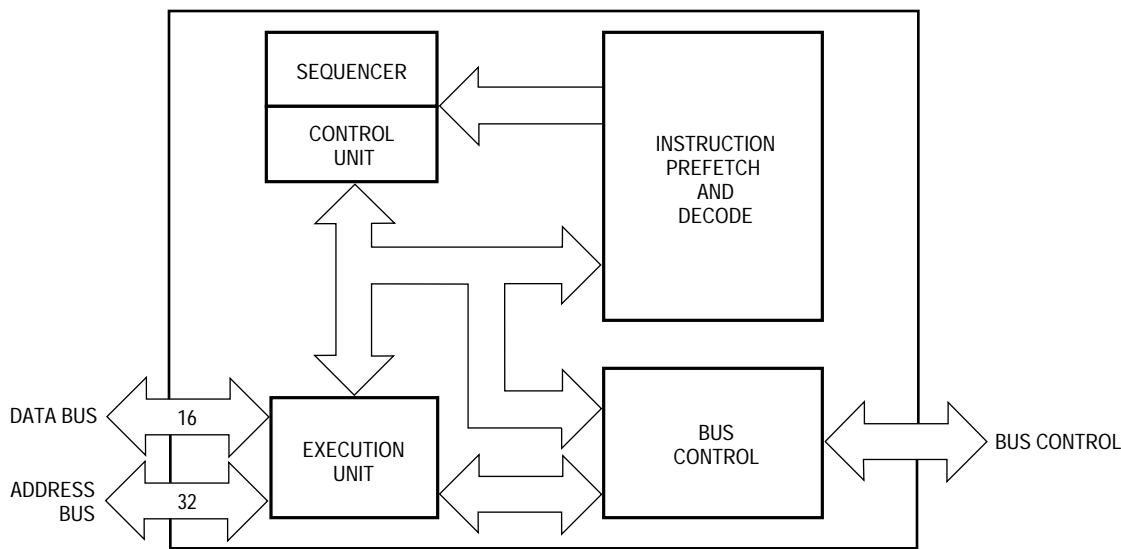 SEQUENCER
CONTROL
UNIT
INSTRUCTION
PREFETCH
AND
DECODE
DATA BUS
16
ADDRESS
BUS
32
EXECUTION
UNIT
BUS
CONTROL
BUS CONTROL